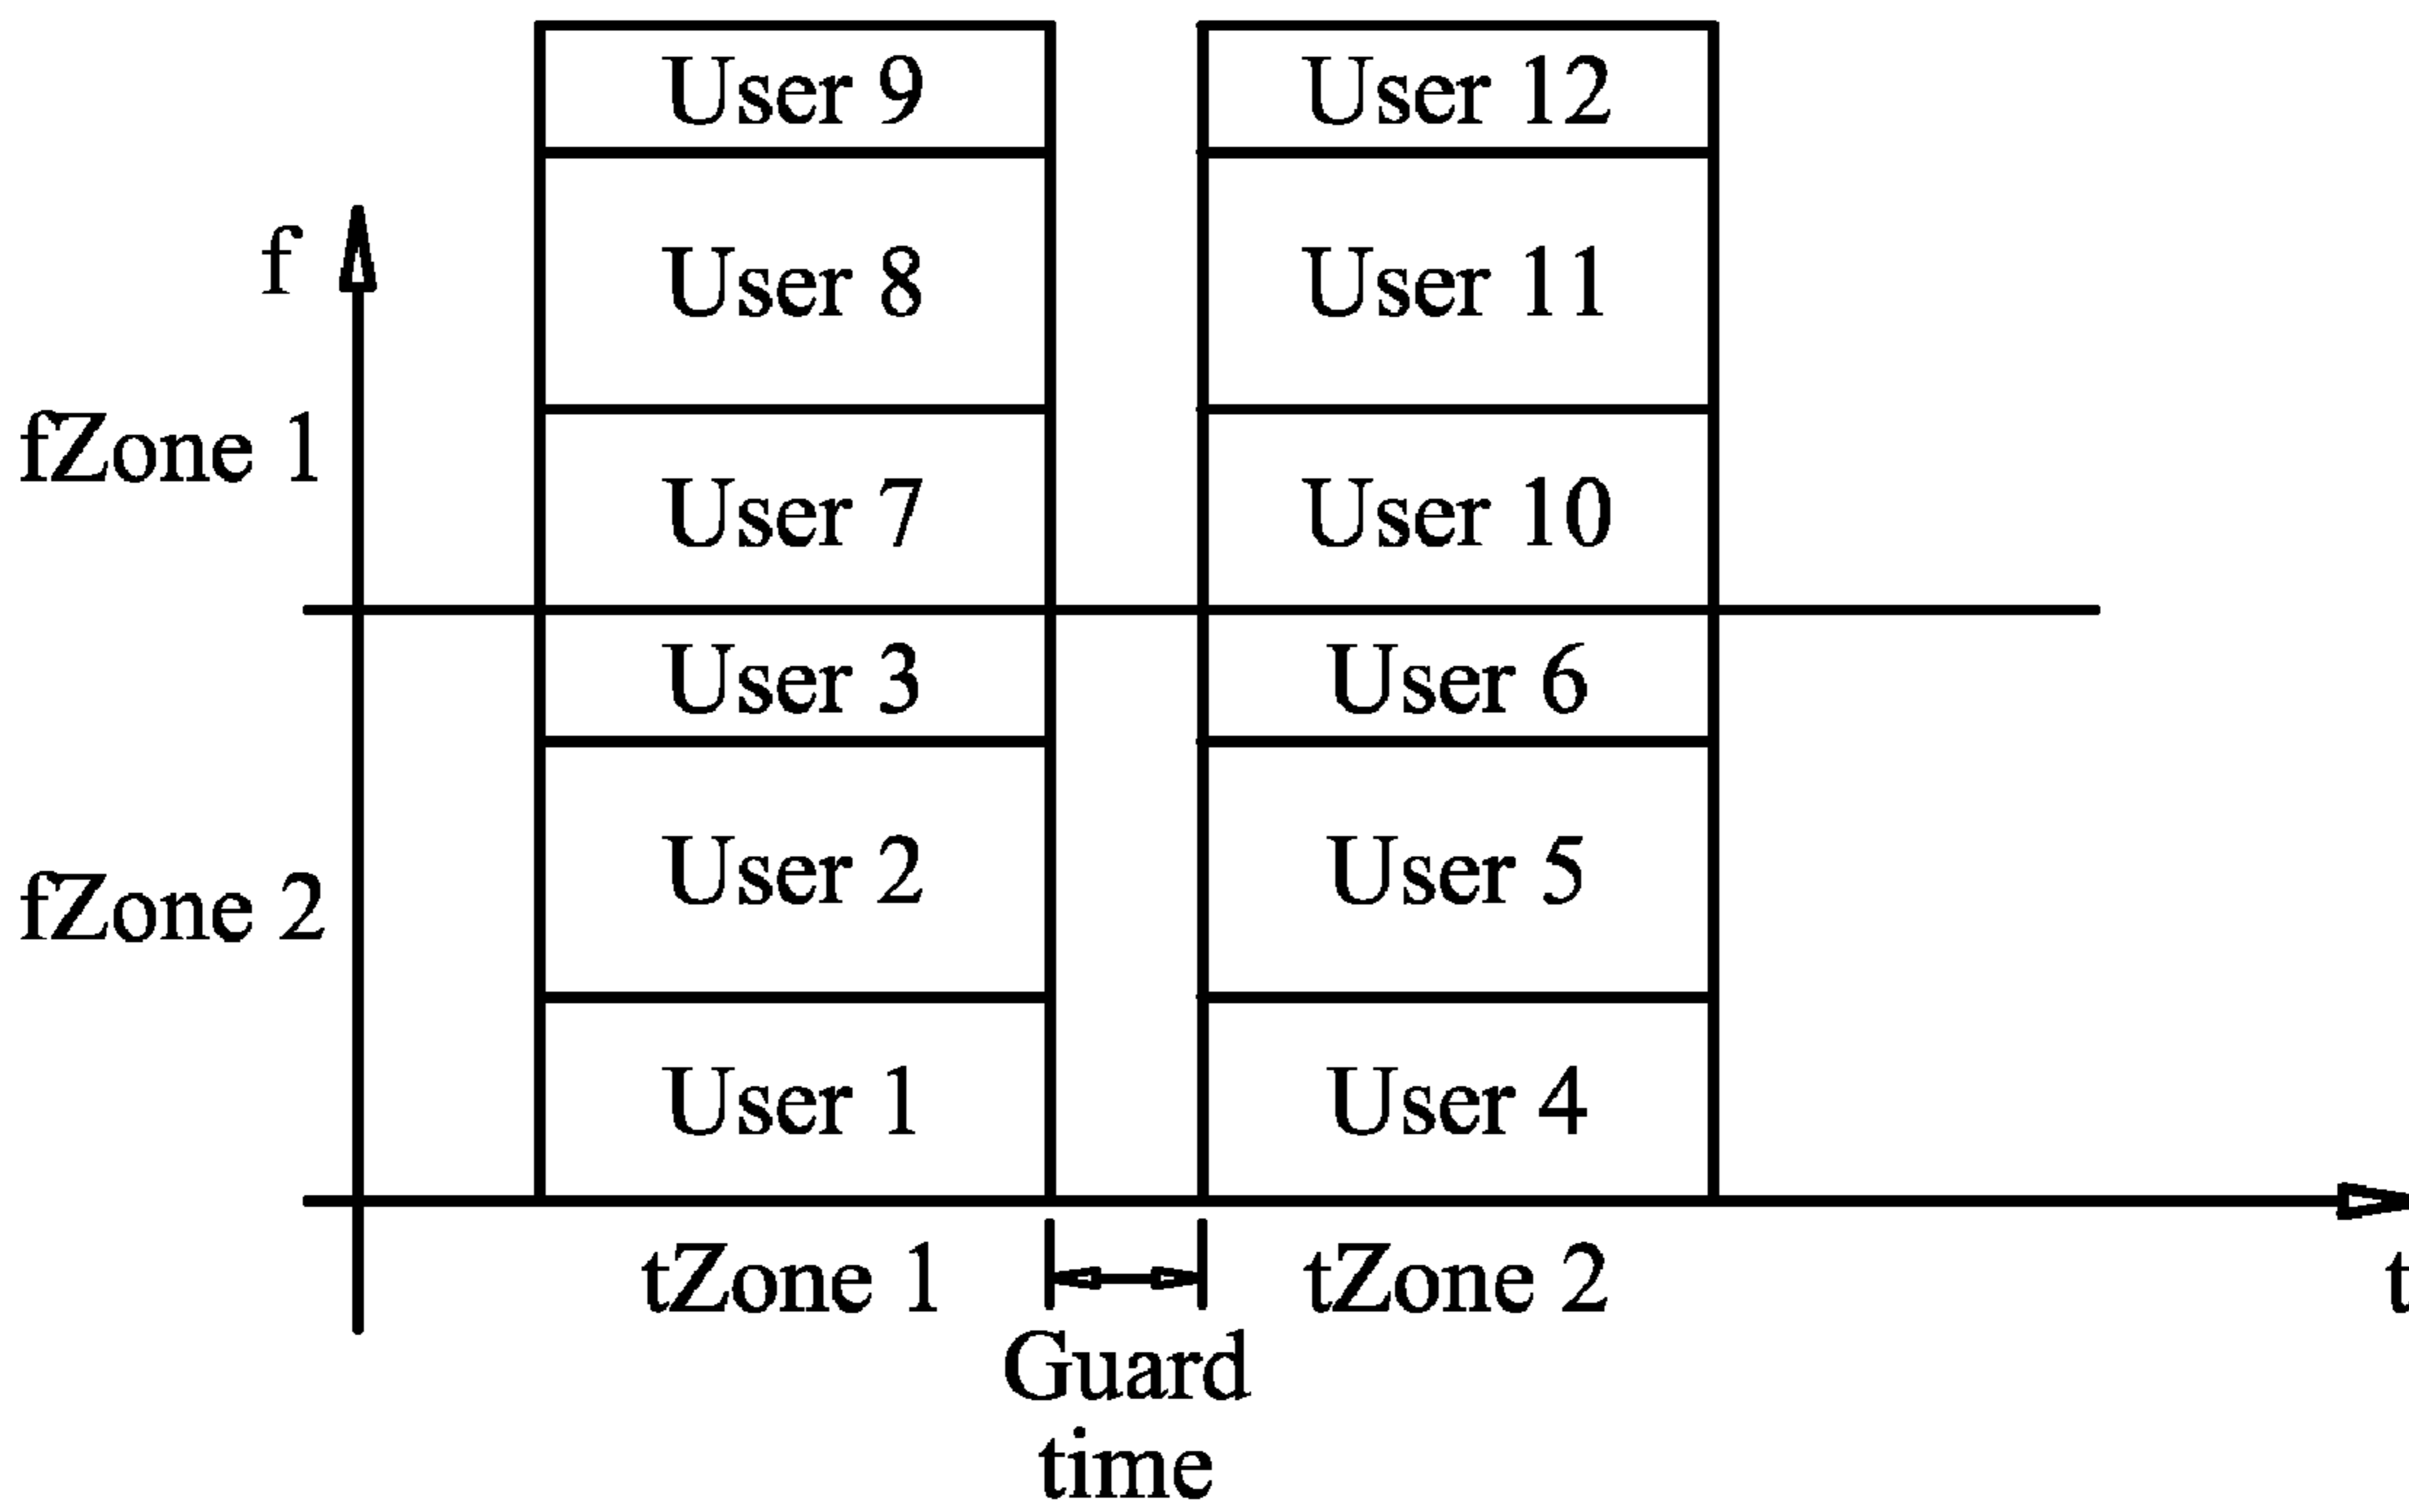 User 9
User 12
f
User 8
User 11
fZone 1
User 7
User 10
User 3
User 6
fZone 2
User 2
User 5
User 1
User 4
tZone 1
tZone 2
t
Guard
time